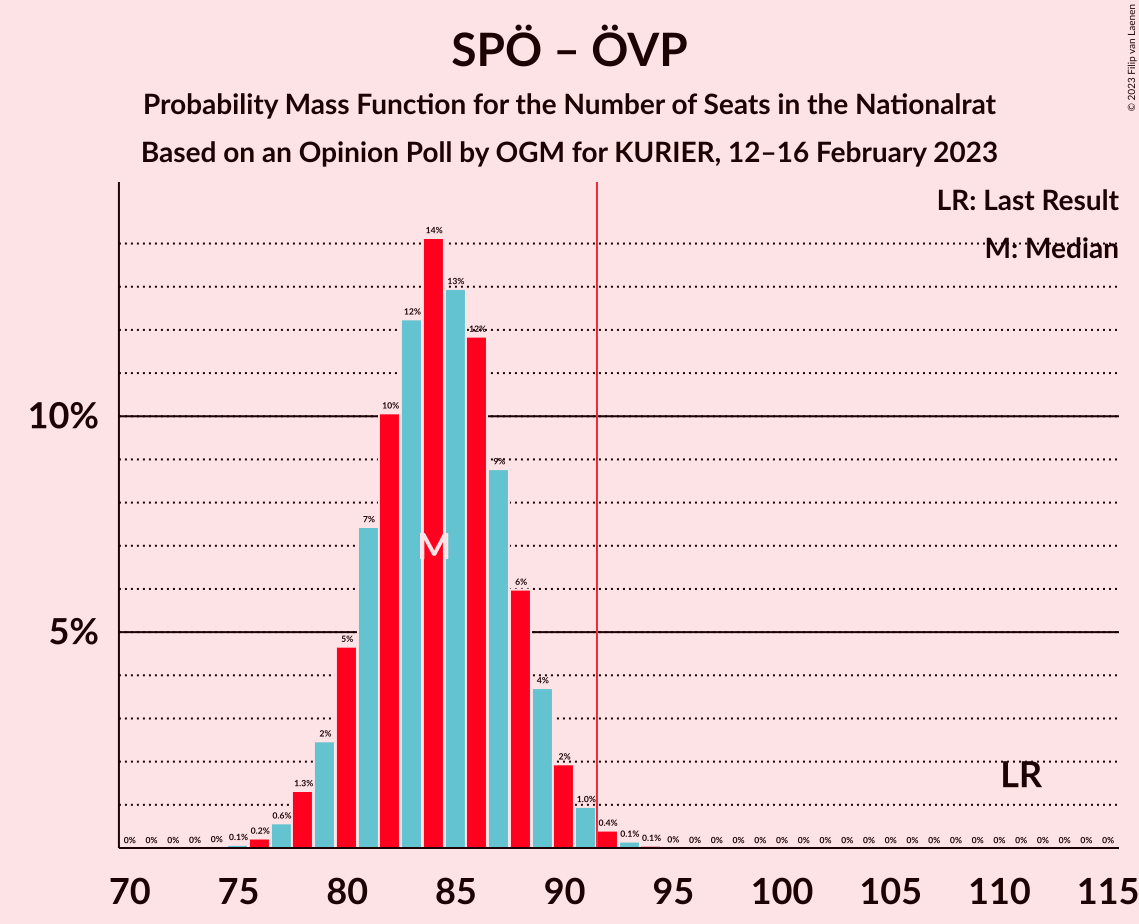 SPÖ – ÖVP
Probability Mass Function for the Number of Seats in the Nationalrat
Based on an Opinion Poll by OGM for KURIER, 12–16 February 2023
© 2023 Filip van Laenen
LR: Last Result
M: Median
10%
5%
0% 0% 0% 0% 0% 0.1% 0.2% 0.6% 1.3% 2% 5% 7% 10% 12% 14% 13% 12% 9% 6% 4% 2% 1.0% 0.4% 0.1% 0.1% 0% 0% 0% 0% 0% 0% 0% 0% 0% 0% 0% 0% 0% 0% 0% 0% 0% 0% 0% 0% 0%
M
LR
70 75 80 85 90 95 100 105 110 115